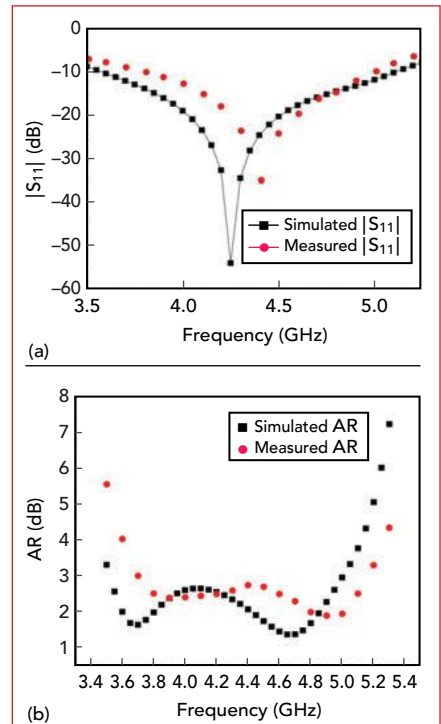 0
−10
−20
−30
−40
−50
−60
|S11| (dB)
Simulated |S11|
Measured |S11|
3.5 4.0 4.5 5.0
Frequency (GHz)
(a)
8
7
6
5
4
3
2
1
AR (dB)
Simulated AR
Measured AR
3.4 3.6 3.8 4.0 4.2 4.4 4.6 4.8 5.0 5.2 5.4
Frequency (GHz)
(b)